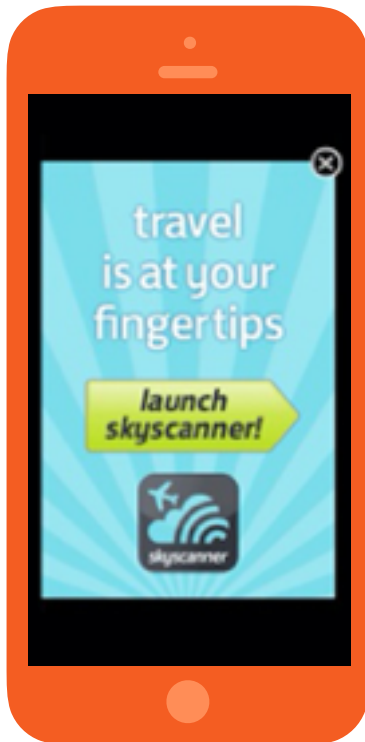 travel
is at your
fingertips
launch
skyscanner!
skyscanner